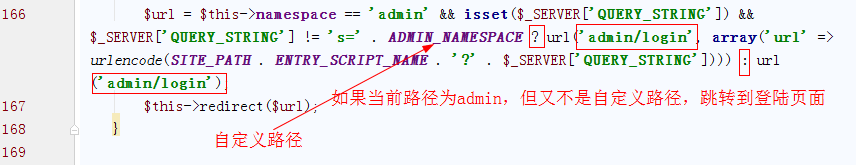 166 $url = $this->namespace == 'admin' && isset($_SERVER['QUERY_STRING']) &&
$_SERVER['QUERY_STRING'] != 's=' . ADMIN_NAMESPACE ? url('admin/login', array('url' =>
urlencode(SITE_PATH . ENTRY_SCRIPT_NAME . '?' . $_SERVER['QUERY_STRING']))) : url
('admin/login');
167 $this->redirect($url);
如果当前路径为admin，但又不是自定义路径，跳转到登陆页面
168 }
自定义路径
169